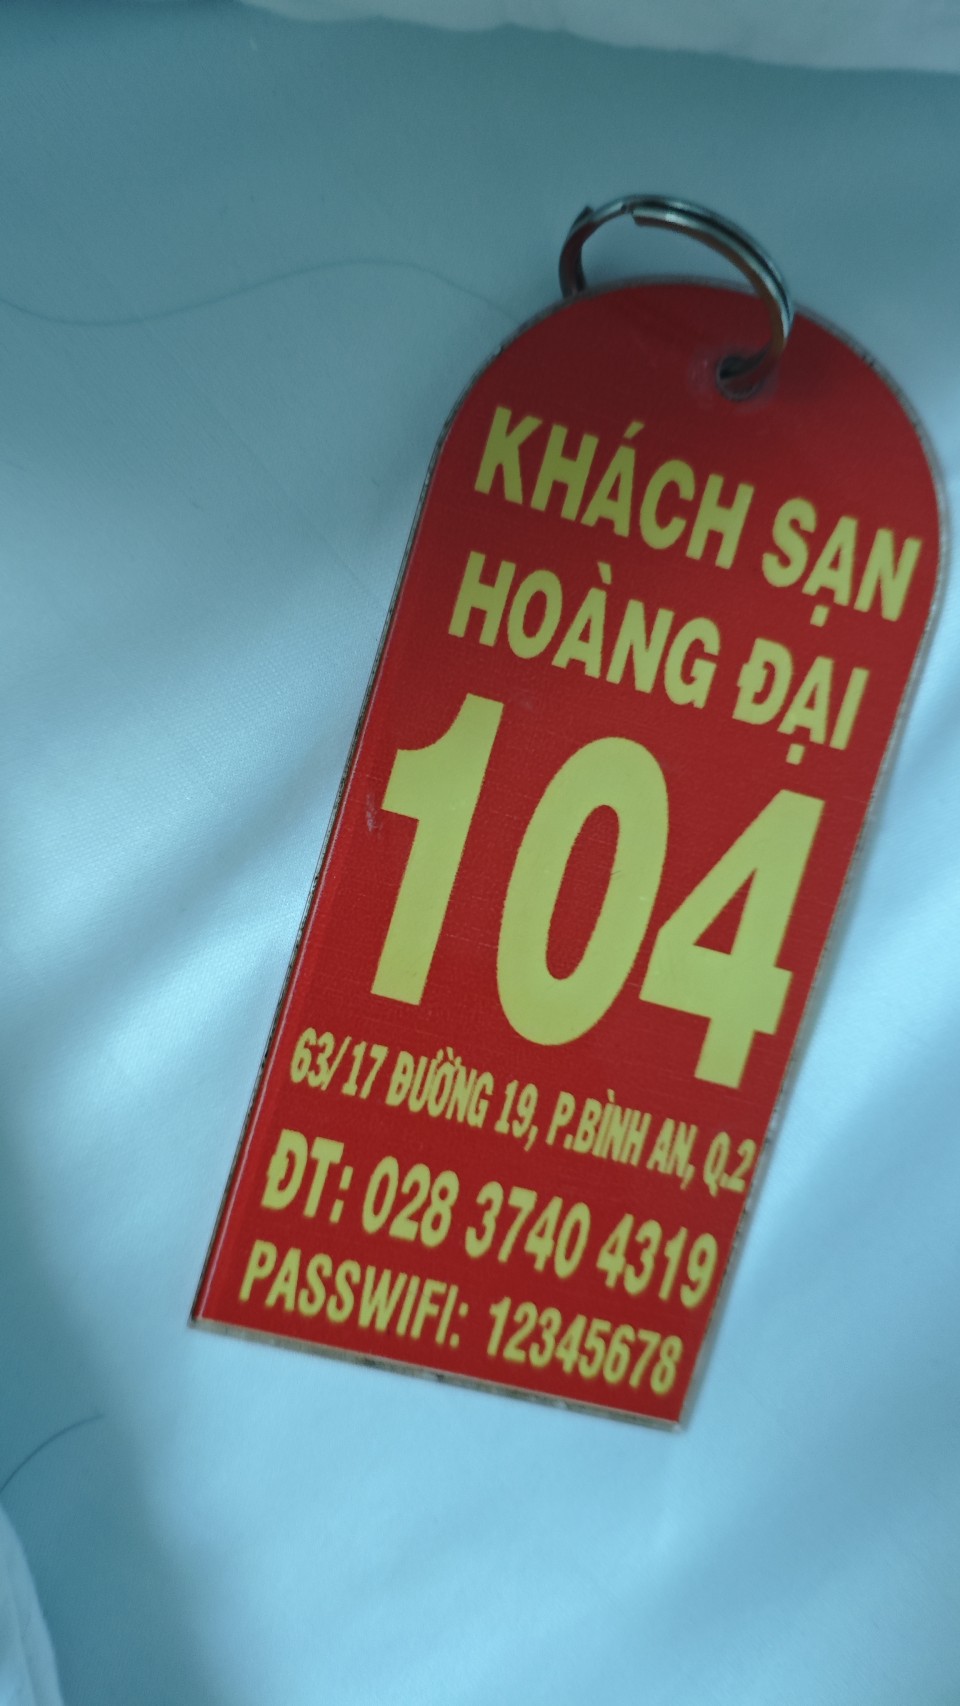 KHÁCH SẠN
HOÀNG ĐẠI
104
63/17 ĐƯỜNG 19, P.BÌNH AN, Q.2
ĐT: 028 3740 4319
PASSWIFI: 12345678